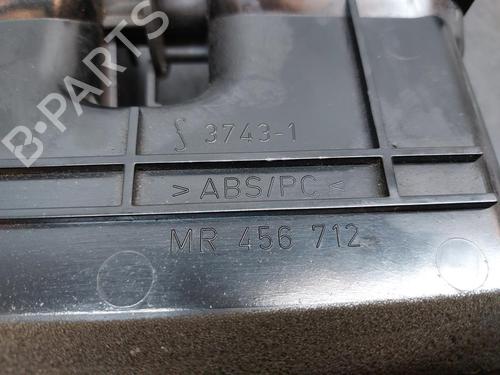 B-PARTS
S 3743-1
> ABS/PC <
MR 456 712